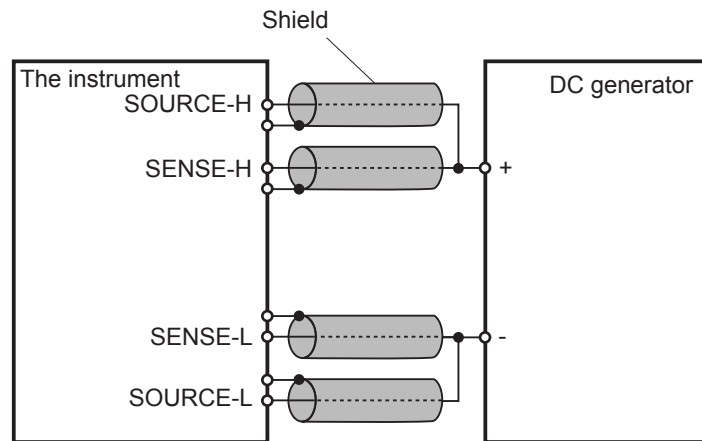 Shield
The instrument
DC generator
SOURCE-H
SENSE-H
+
SENSE-L
-
SOURCE-L